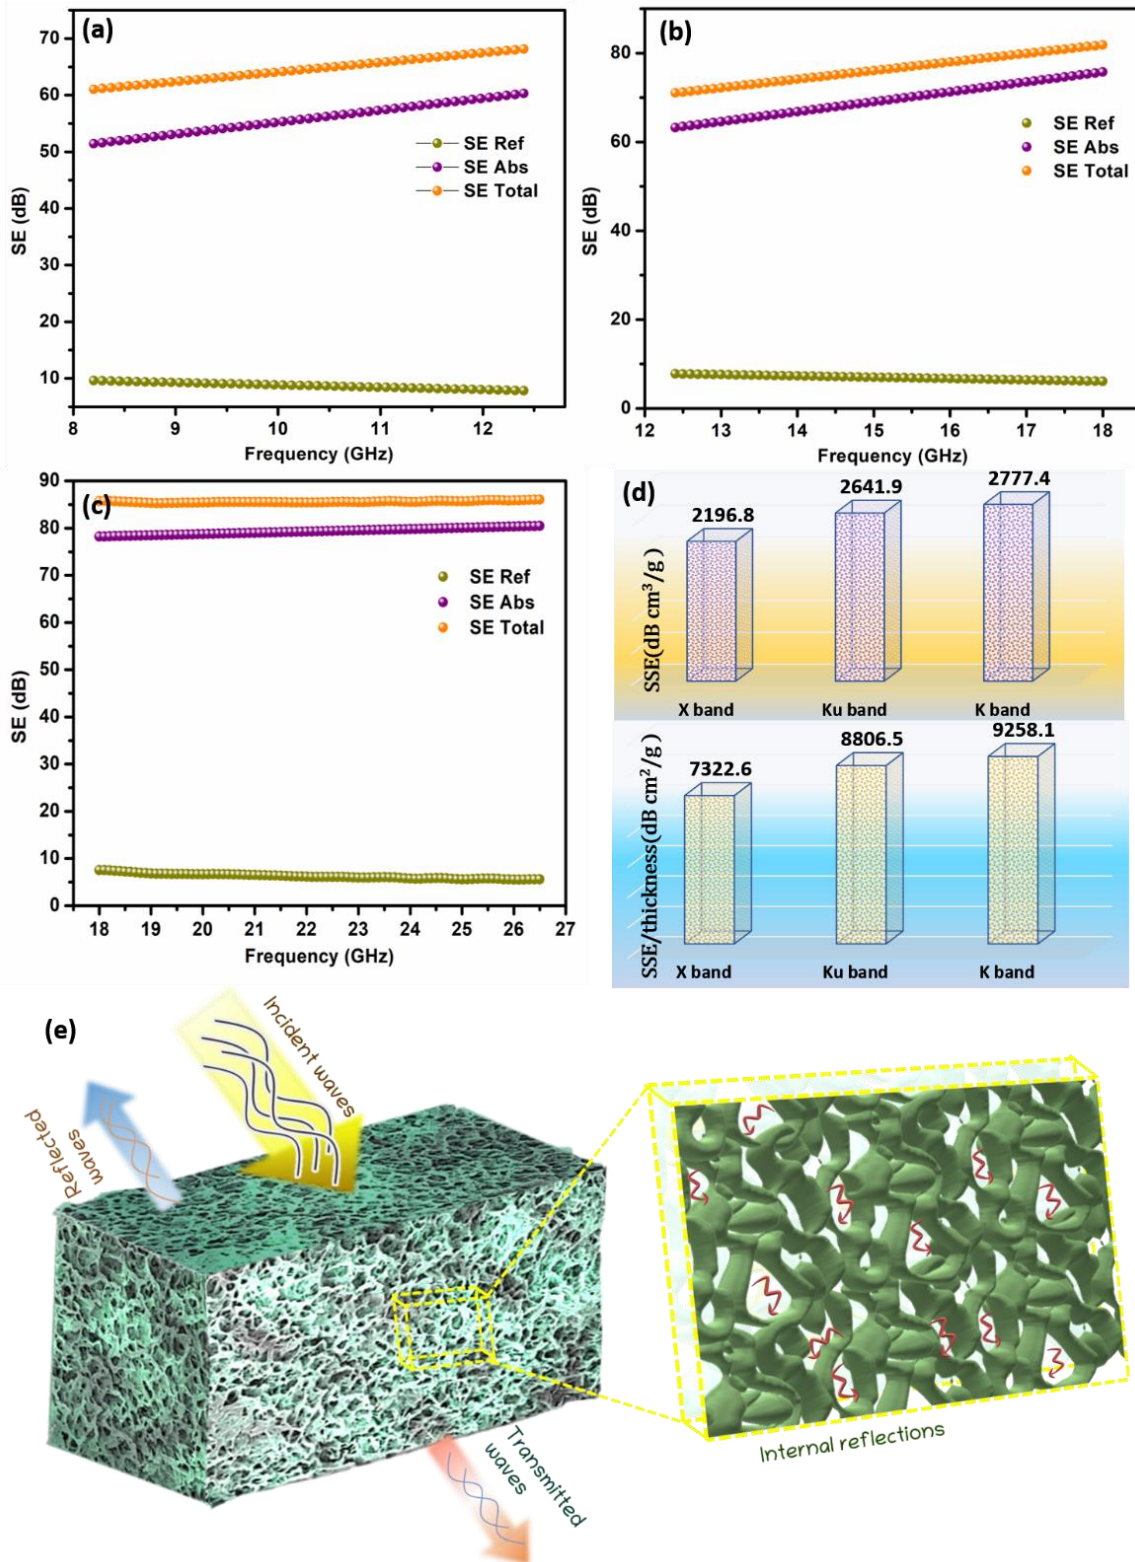 (a)
70
60
50
40
30
20
10
SE (dB)
SE Ref
SE Abs
SE Total
8 9 10 11 12
Frequency (GHz)
(b)
80
60
40
20
0
SE (dB)
SE Ref
SE Abs
SE Total
12 13 14 15 16 17 18
Frequency (GHz)
(c)
90
80
70
60
50
40
30
20
10
0
SE (dB)
SE Ref
SE Abs
SE Total
18 19 20 21 22 23 24 25 26 27
Frequency (GHz)
(d)
SSE(dB cm³/g)
2196.8
2641.9
2777.4
X band Ku band K band
SSE/thickness(dB cm²/g)
7322.6
8806.5
9258.1
X band Ku band K band
(e)
Reflected
waves
Incident waves
Transmitted
waves
Internal reflections